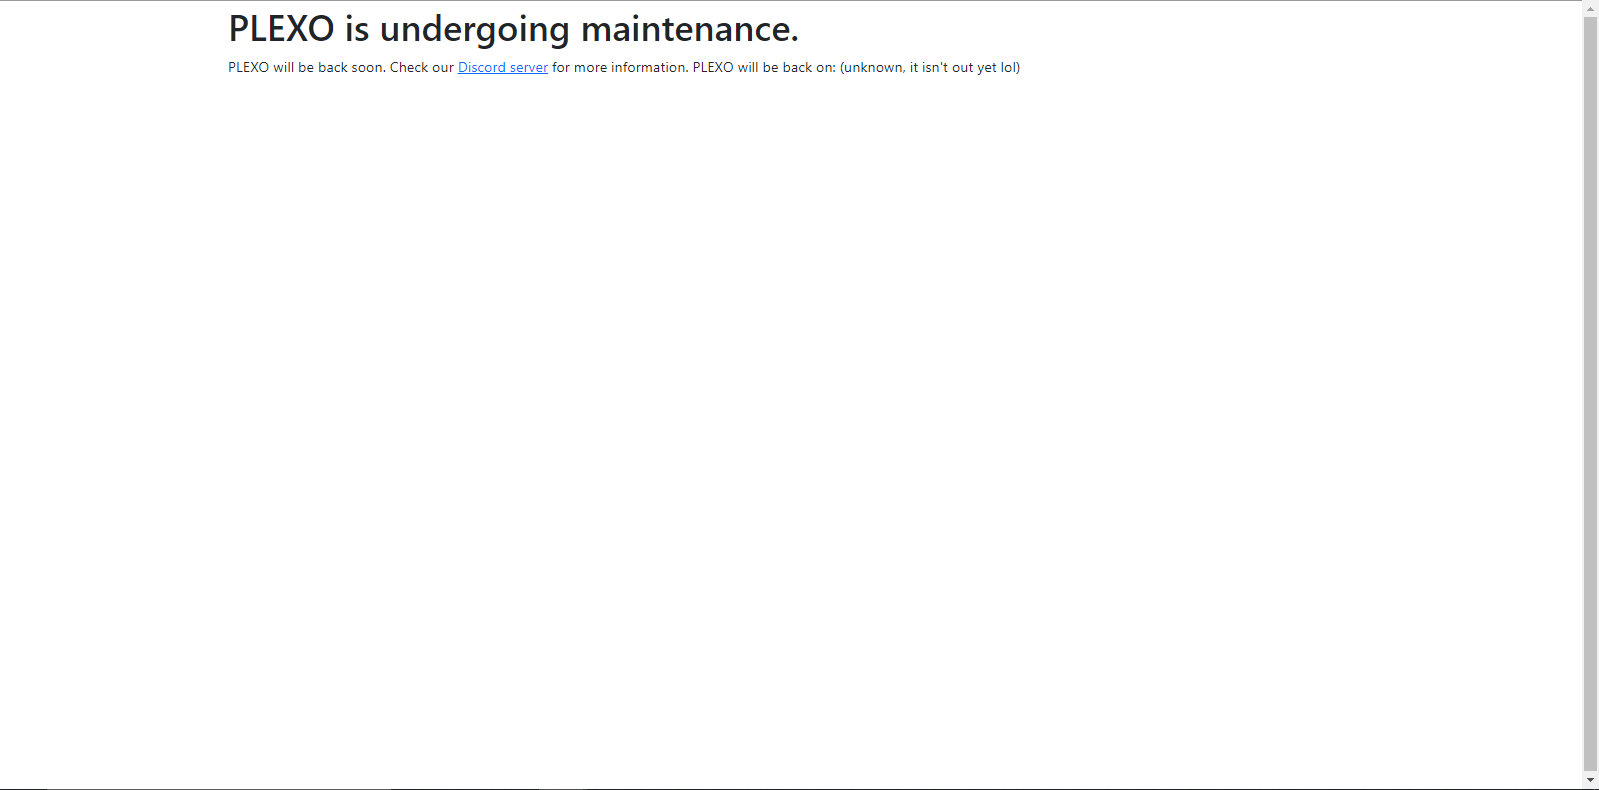 PLEXO is undergoing maintenance.
PLEXO will be back soon. Check our Discord server for more information. PLEXO will be back on: (unknown, it isn't out yet lol)